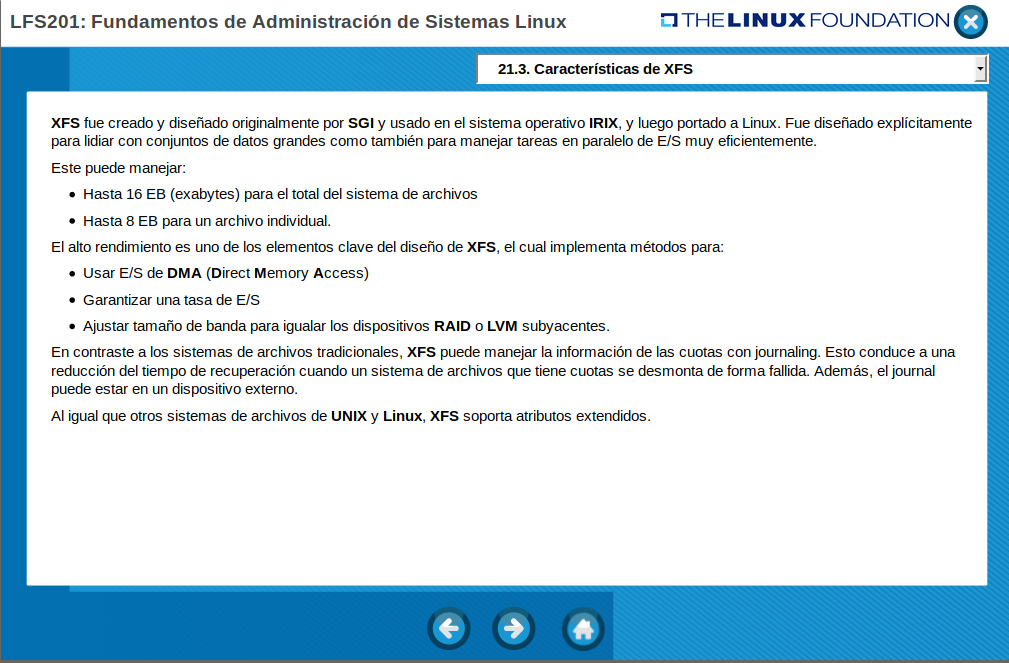 LFS201: Fundamentos de Administración de Sistemas Linux
THE LINUX FOUNDATION
21.3. Características de XFS
XFS fue creado y diseñado originalmente por SGI y usado en el sistema operativo IRIX, y luego portado a Linux. Fue diseñado explícitamente
para lidiar con conjuntos de datos grandes como también para manejar tareas en paralelo de E/S muy eficientemente.
Este puede manejar:
• Hasta 16 EB (exabytes) para el total del sistema de archivos
• Hasta 8 EB para un archivo individual.
El alto rendimiento es uno de los elementos clave del diseño de XFS, el cual implementa métodos para:
• Usar E/S de DMA (Direct Memory Access)
• Garantizar una tasa de E/S
• Ajustar tamaño de banda para igualar los dispositivos RAID o LVM subyacentes.
En contraste a los sistemas de archivos tradicionales, XFS puede manejar la información de las cuotas con journaling. Esto conduce a una
reducción del tiempo de recuperación cuando un sistema de archivos que tiene cuotas se desmonta de forma fallida. Además, el journal
puede estar en un dispositivo externo.
Al igual que otros sistemas de archivos de UNIX y Linux, XFS soporta atributos extendidos.